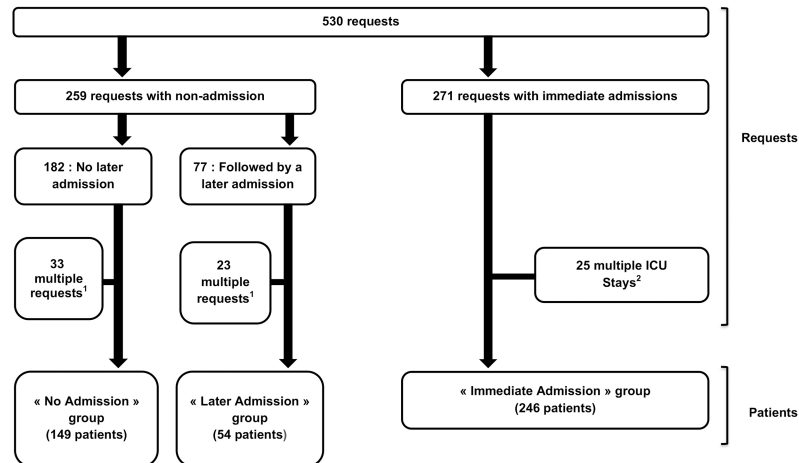 530 requests
259 requests with non-admission
271 requests with immediate admissions
Requests
182 : No later
admission
77 : Followed by a
later admission
33
multiple
requests¹
23
multiple
requests¹
25 multiple ICU
Stays²
« No Admission »
group
(149 patients)
« Later Admission »
group
(54 patients)
« Immediate Admission » group
(246 patients)
Patients